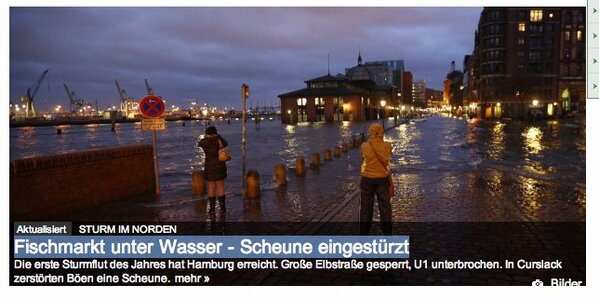 Aktualisiert STURM IM NORDEN
Fischmarkt unter Wasser - Scheune eingestürzt
Die erste Sturmflut des Jahres hat Hamburg erreicht. Große Elbstraße gesperrt, U1 unterbrochen. In Curslack
zerstörten Böen eine Scheune. mehr »
Bilder